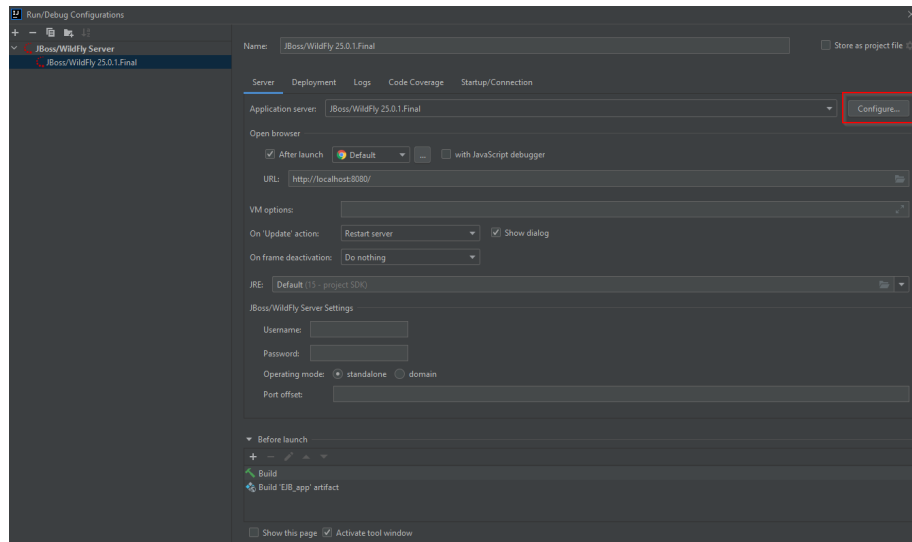 Run/Debug Configurations
JBoss/WildFly Server
JBoss/WildFly 25.0.1.Final
Name: JBoss/WildFly 25.0.1.Final Store as project file
Server Deployment Logs Code Coverage Startup/Connection
Application server: JBoss/WildFly 25.0.1.Final Configure...
Open browser
After launch Default ... with JavaScript debugger
URL: http://localhost:8080/
VM options:
On 'Update' action: Restart server Show dialog
On frame deactivation: Do nothing
JRE: Default (15 - project SDK)
JBoss/WildFly Server Settings
Username:
Password:
Operating mode: standalone domain
Port offset:
Before launch
Build
Build 'EJB_app' artifact
Show this page Activate tool window